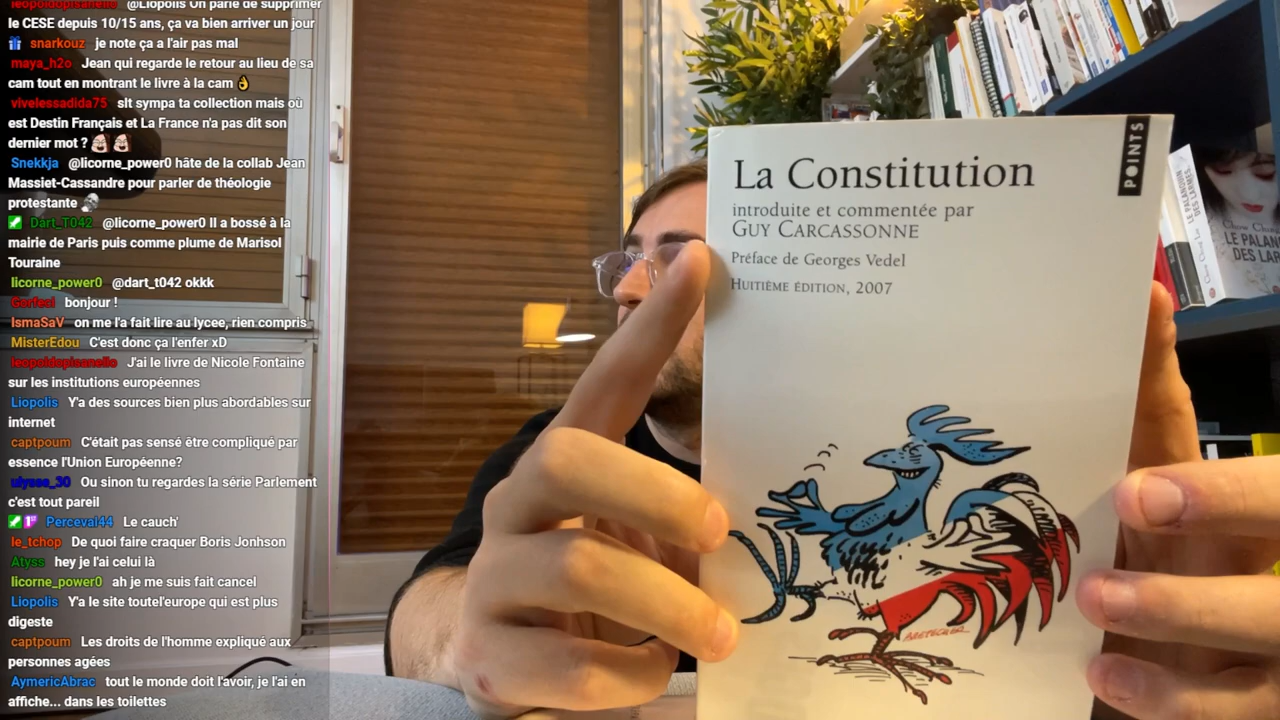 leopoldopisanello @Liopolis On parle de supprimer
le CESE depuis 10/15 ans, ça va bien arriver un jour
snarkouz je note ça a l'air pas mal
maya_h2o Jean qui regarde le retour au lieu de sa
cam tout en montrant le livre à la cam
vivelessadida75 slt sympa ta collection mais où
est Destin Français et La France n'a pas dit son
dernier mot ?
Snekkja @licorne_power0 hâte de la collab Jean
Massiet-Cassandre pour parler de théologie
protestante
Dart_T042 @licorne_power0 Il a bossé à la
mairie de Paris puis comme plume de Marisol
Touraine
licorne_power0 @dart_t042 okkk
Garfesl bonjour !
IsmaSaV on me l'a fait lire au lycee, rien compris
MisterEdou C'est donc ça l'enfer xD
leopoldopisanello J'ai le livre de Nicole Fontaine
sur les institutions européennes
Liopolis Y'a des sources bien plus abordables sur
internet
captpoum C'était pas sensé être compliqué par
essence l'Union Européenne?
ulysse_30 Ou sinon tu regardes la série Parlement
c'est tout pareil
Perceval44 Le cauch'
le_tchop De quoi faire craquer Boris Jonhson
Atyss hey je l'ai celui là
licorne_power0 ah je me suis fait cancel
Liopolis Y'a le site toutel'europe qui est plus
digeste
captpoum Les droits de l'homme expliqué aux
personnes agées
AymericAbrac tout le monde doit l'avoir, je l'ai en
affiche... dans les toilettes
POINTS
La Constitution
introduite et commentée par
GUY CARCASSONNE
Préface de Georges Vedel
HUITIÈME ÉDITION, 2007
BRETECHER
LE PALANQUIN
DES LARMES
LE PALAN
DES LAR